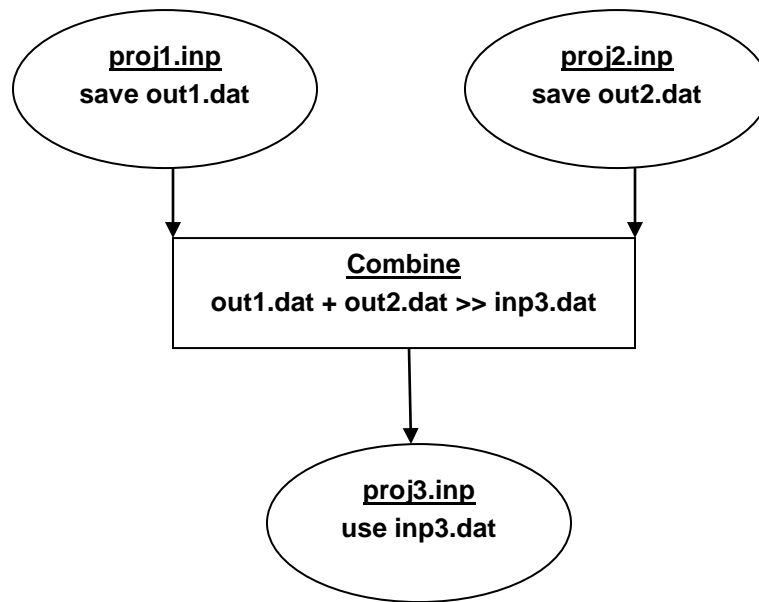 proj1.inp
save out1.dat
proj2.inp
save out2.dat
Combine
out1.dat + out2.dat >> inp3.dat
proj3.inp
use inp3.dat